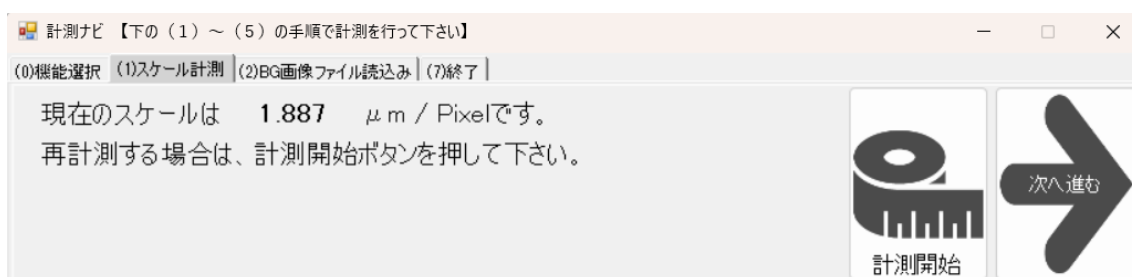 計測ナビ 【下の（1）～（5）の手順で計測を行って下さい】
(0)機能選択 (1)スケール計測 (2)BG画像ファイル読込み (7)終了
現在のスケールは 1.887 μm / Pixelです。
再計測する場合は、計測開始ボタンを押して下さい。
次へ進む
計測開始